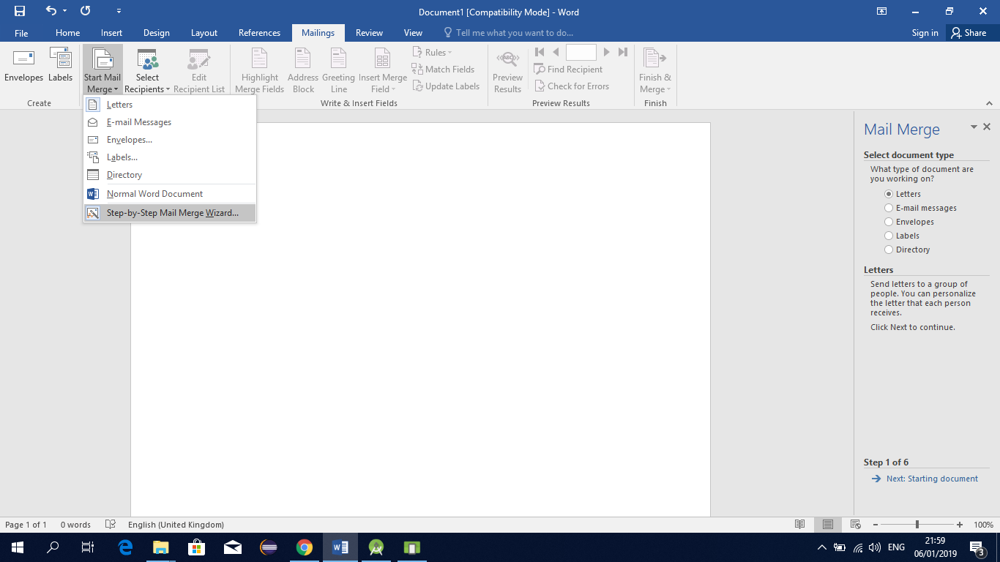 Document1 [Compatibility Mode] - Word
File Home Insert Design Layout References Mailings Review View Tell me what you want to do... Sign in Share
Envelopes
Labels
Create
Start Mail
Merge
Select
Recipients
Edit
Recipient List
Highlight
Merge Fields
Address
Block
Greeting
Line
Insert Merge
Field
Rules
Match Fields
Update Labels
Write & Insert Fields
Preview
Results
ABC
Find Recipient
Check for Errors
Preview Results
Finish &
Merge
Finish
Letters
E-mail Messages
Envelopes...
Labels...
Directory
Normal Word Document
Step-by-Step Mail Merge Wizard...
Mail Merge
Select document type
What type of document are
you working on?
Letters
E-mail messages
Envelopes
Labels
Directory
Letters
Send letters to a group of
people. You can personalize
the letter that each person
receives.
Click Next to continue.
Step 1 of 6
Next: Starting document
Page 1 of 1 0 words English (United Kingdom) 100%
ENG
21:59
06/01/2019
3